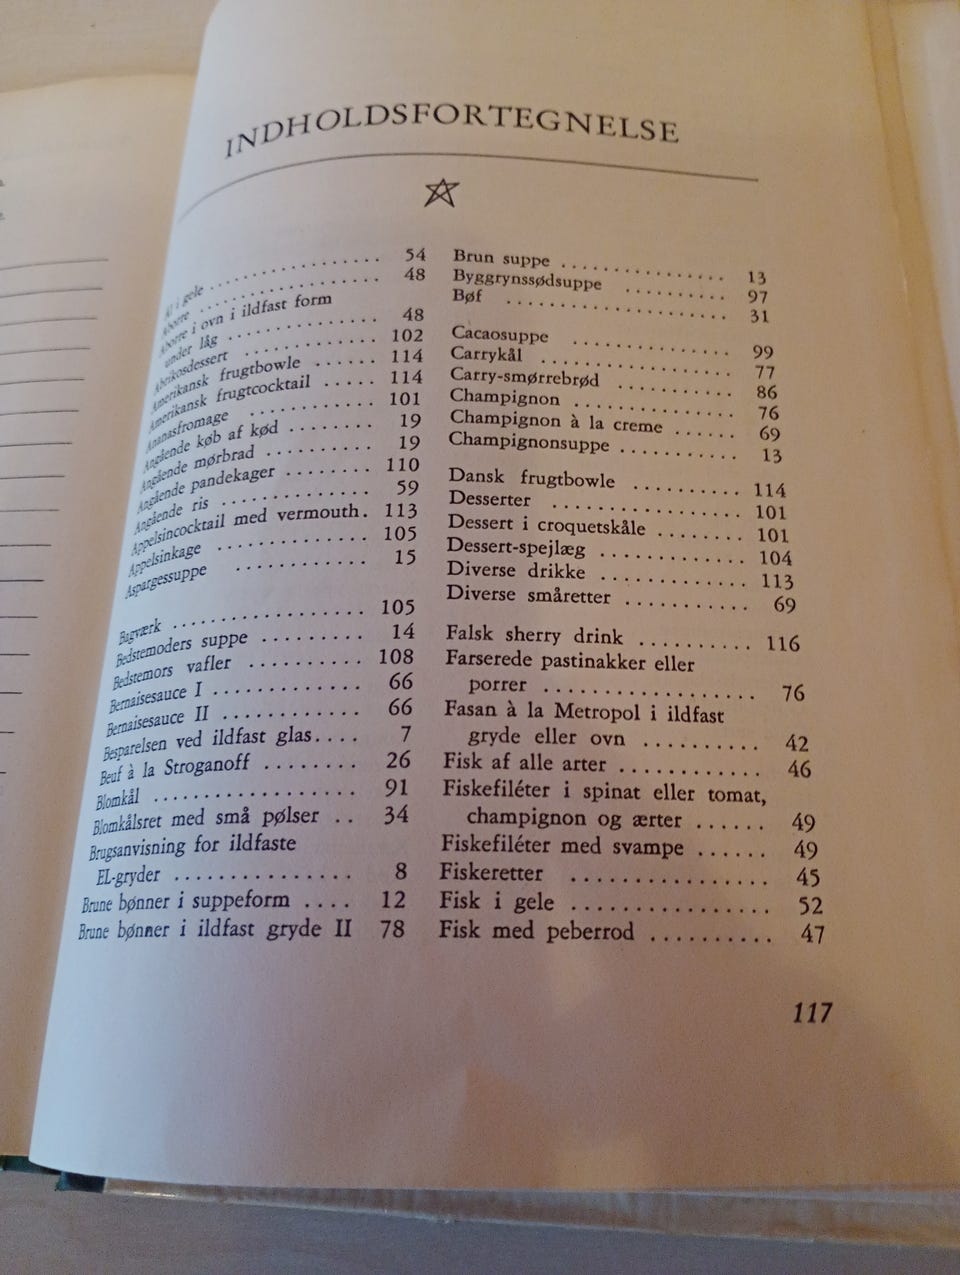 INDHOLDSFORTEGNELSE
Ål i gele . . . . . . . . . . . . . . . 54
Aborre . . . . . . . . . . . . . . . . 48
Aborre i ovn i ildfast form
under låg . . . . . . . . . . . . . 48
Abrikosdessert . . . . . . . . . . . 102
Amerikansk frugtbowle . . . . . . 114
Amerikansk frugtcocktail . . . . . 114
Ananasfromage . . . . . . . . . . . 101
Angående køb af kød . . . . . . . 19
Angående mørbrad . . . . . . . . . 19
Angående pandekager . . . . . . . 110
Angående ris . . . . . . . . . . . . 59
Appelsincocktail med vermouth. 113
Appelsinkage . . . . . . . . . . . . 105
Aspargessuppe . . . . . . . . . . . 15
Bagværk . . . . . . . . . . . . . . . . 105
Bedstemoders suppe . . . . . . . . . 14
Bedstemors vafler . . . . . . . . . . 108
Bernaisesauce I . . . . . . . . . . . . 66
Bernaisesauce II . . . . . . . . . . . 66
Besparelsen ved ildfast glas. . . . 7
Beuf à la Stroganoff . . . . . . . . 26
Blomkål . . . . . . . . . . . . . . . . . 91
Blomkålsret med små pølser . . 34
Brugsanvisning for ildfaste
EL-gryder . . . . . . . . . . . . . . . 8
Brune bønner i suppeform . . . . 12
Brune bønner i ildfast gryde II 78
Brun suppe . . . . . . . . . . . . . . 13
Byggrynssødsuppe . . . . . . . . . 97
Bøf . . . . . . . . . . . . . . . . . . 31
Cacaosuppe . . . . . . . . . . . . . 99
Carrykål . . . . . . . . . . . . . . . 77
Carry-smørrebrød . . . . . . . . . 86
Champignon . . . . . . . . . . . . . 76
Champignon à la creme . . . . . . 69
Champignonsuppe . . . . . . . . . . 13
Dansk frugtbowle . . . . . . . . . 114
Desserter . . . . . . . . . . . . . . . 101
Dessert i croquetskåle . . . . . . . . 101
Dessert-spejlæg . . . . . . . . . . . . 104
Diverse drikke . . . . . . . . . . . . 113
Diverse småretter . . . . . . . . . . 69
Falsk sherry drink . . . . . . . . . . 116
Farserede pastinakker eller
porrer . . . . . . . . . . . . . . . . . 76
Fasan à la Metropol i ildfast
gryde eller ovn . . . . . . . . . . 42
Fisk af alle arter . . . . . . . . . . . . 46
Fiskefiléter i spinat eller tomat,
champignon og ærter . . . . . . 49
Fiskefiléter med svampe . . . . . . 49
Fiskeretter . . . . . . . . . . . . . . . . 45
Fisk i gele . . . . . . . . . . . . . . . . 52
Fisk med peberrod . . . . . . . . . . 47
117